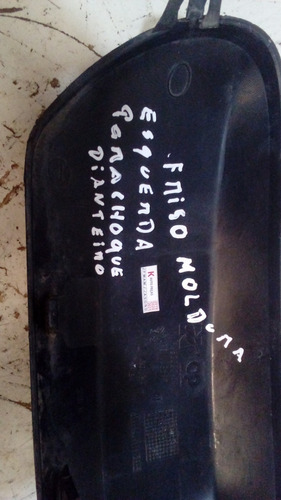 FRISO MOLDURA
ESQUERDA
PARACHOQUE
DIANTEIRO
K